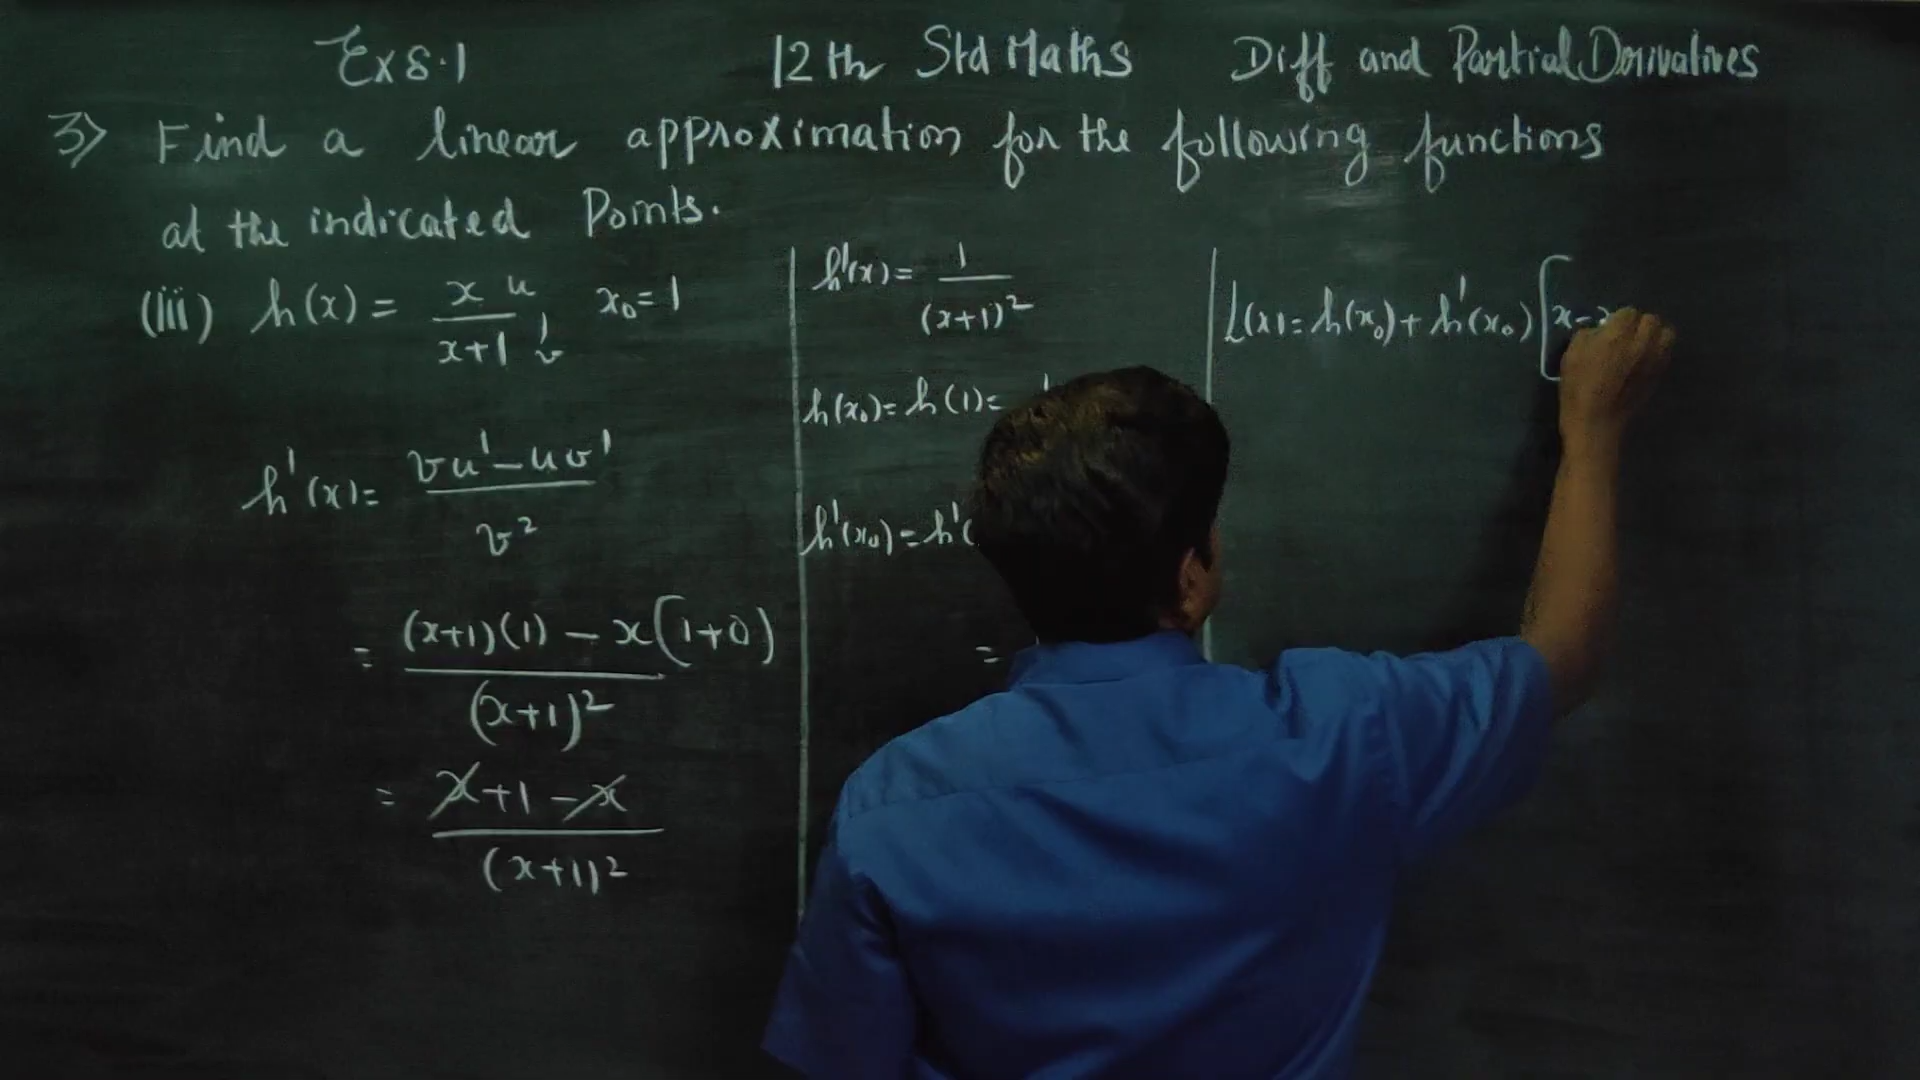 Ex 8.1 12th Std Maths Diff and Partial Derivatives
3) Find a linear approximation for the following functions
at the indicated Points.
(iii) h(x) = x/x+1 u v x₀=1
h'(x) = vu' - uv' / v²
= (x+1)(1) - x(1+0) / (x+1)²
= x+1-x / (x+1)²
h'(x) = 1/(x+1)²
h(x₀) = h(1) =
h'(x₀) = h'(
=
L(x) = h(x₀) + h'(x₀) [x-